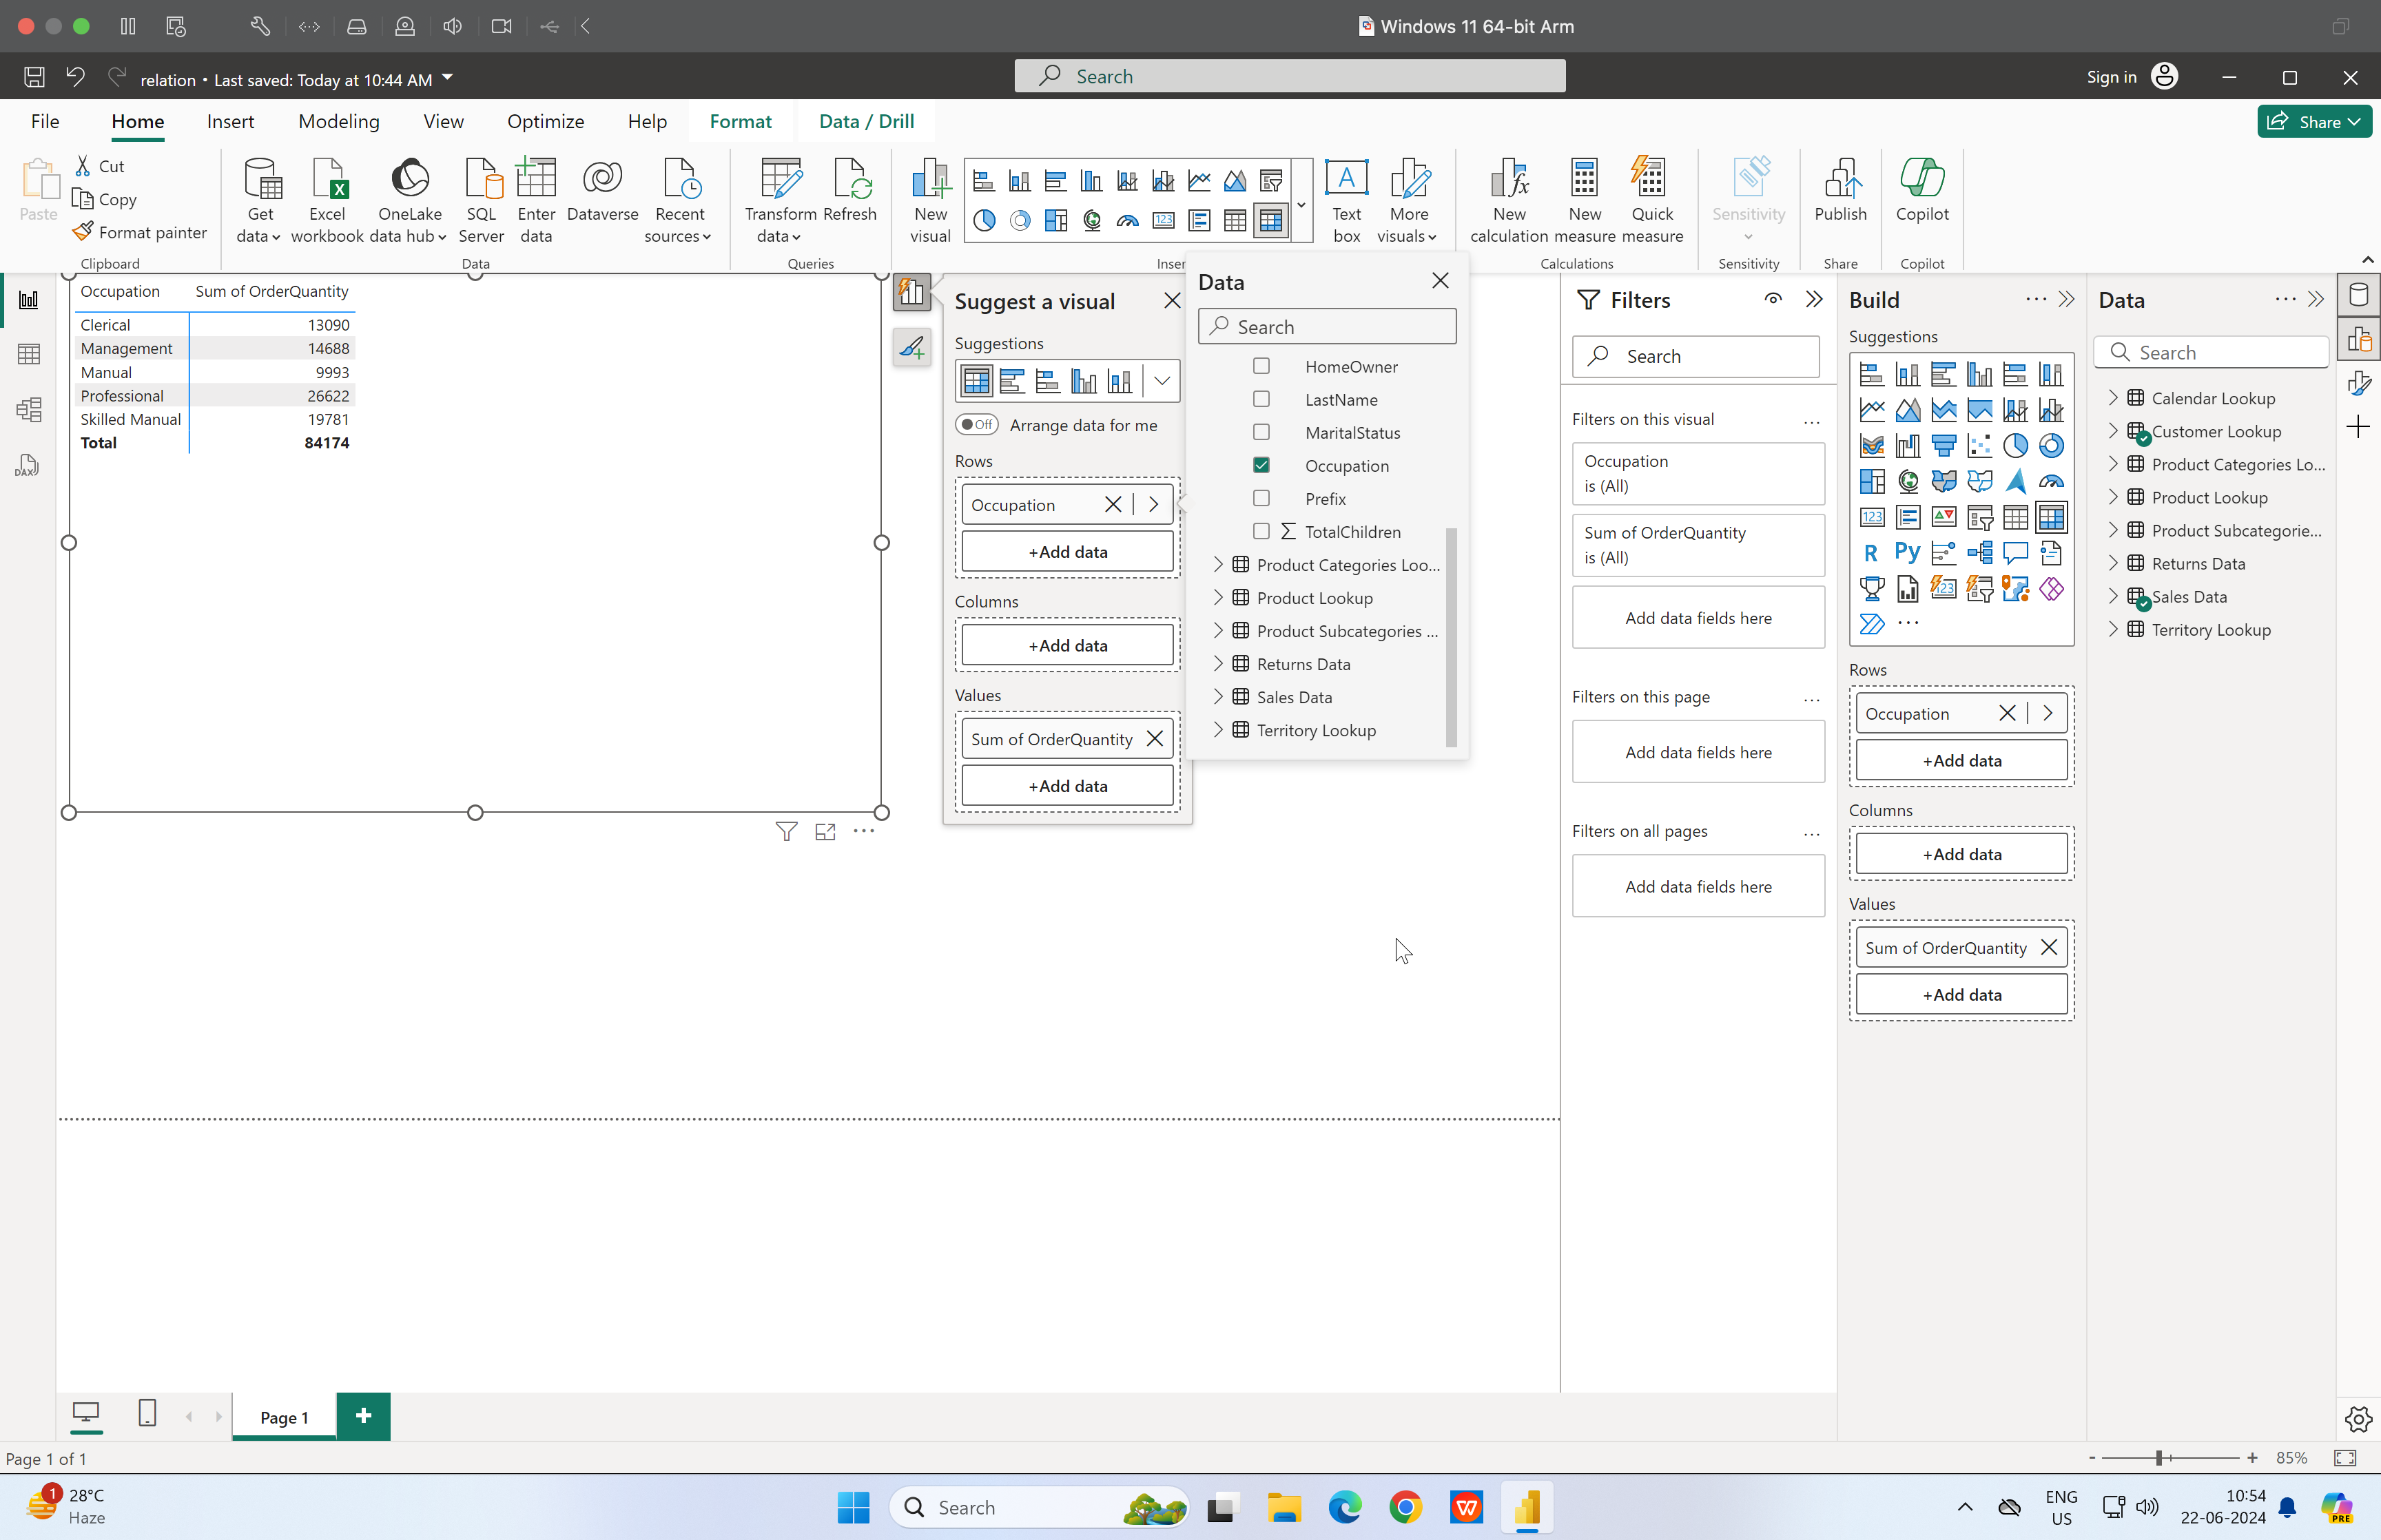 Windows 11 64-bit Arm
relation • Last saved: Today at 10:44 AM
Search
Sign in
File
Home
Insert
Modeling
View
Optimize
Help
Format
Data / Drill
Share
Paste
Cut
Copy
Format painter
Clipboard
Get data
Excel workbook
OneLake data hub
SQL Server
Enter data
Dataverse
Recent sources
Data
Transform data
Refresh
Queries
New visual
123
Text box
A
More visuals
Inser
New calculation
New measure
Quick measure
Calculations
Sensitivity
Sensitivity
Publish
Share
Copilot
Copilot
DAX
Occupation Sum of OrderQuantity
Clerical 13090
Management 14688
Manual 9993
Professional 26622
Skilled Manual 19781
Total 84174
Suggest a visual
Suggestions
Off Arrange data for me
Rows
Occupation
+Add data
Columns
+Add data
Values
Sum of OrderQuantity
+Add data
Data
Search
HomeOwner
LastName
MaritalStatus
Occupation
Prefix
Σ TotalChildren
Product Categories Loo...
Product Lookup
Product Subcategories ...
Returns Data
Sales Data
Territory Lookup
Filters
Search
Filters on this visual
Occupation
is (All)
Sum of OrderQuantity
is (All)
Add data fields here
Filters on this page
Add data fields here
Filters on all pages
Add data fields here
Build
Suggestions
123
R Py
123
Rows
Occupation
+Add data
Columns
+Add data
Values
Sum of OrderQuantity
+Add data
Data
Search
Calendar Lookup
Customer Lookup
Product Categories Lo...
Product Lookup
Product Subcategorie...
Returns Data
Sales Data
Territory Lookup
Page 1
Page 1 of 1
85%
1
28°C
Haze
Search
W
ENG
US
10:54
22-06-2024
PRE